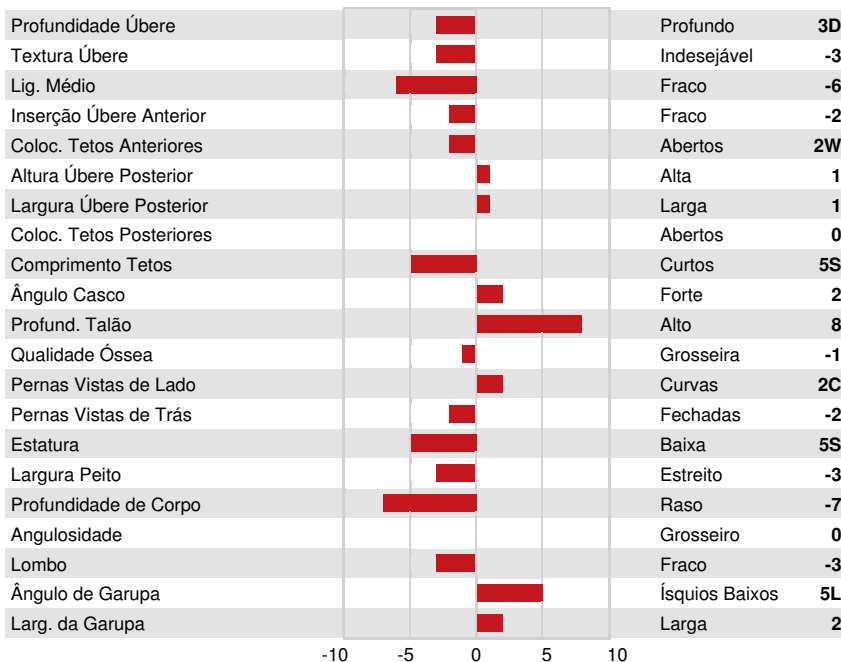 Profundidade Úbere Profundo 3D
Textura Úbere Indesejável -3
Lig. Médio Fraco -6
Inserção Úbere Anterior Fraco -2
Coloc. Tetos Anteriores Abertos 2W
Altura Úbere Posterior Alta 1
Largura Úbere Posterior Larga 1
Coloc. Tetos Posteriores Abertos 0
Comprimento Tetos Curtos 5S
Ângulo Casco Forte 2
Profund. Talão Alto 8
Qualidade Óssea Grosseira -1
Pernas Vistas de Lado Curvas 2C
Pernas Vistas de Trás Fechadas -2
Estatura Baixa 5S
Largura Peito Estreito -3
Profundidade de Corpo Raso -7
Angulosidade Grosseiro 0
Lombo Fraco -3
Ângulo de Garupa Ísquios Baixos 5L
Larg. da Garupa Larga 2
-10 -5 0 5 10